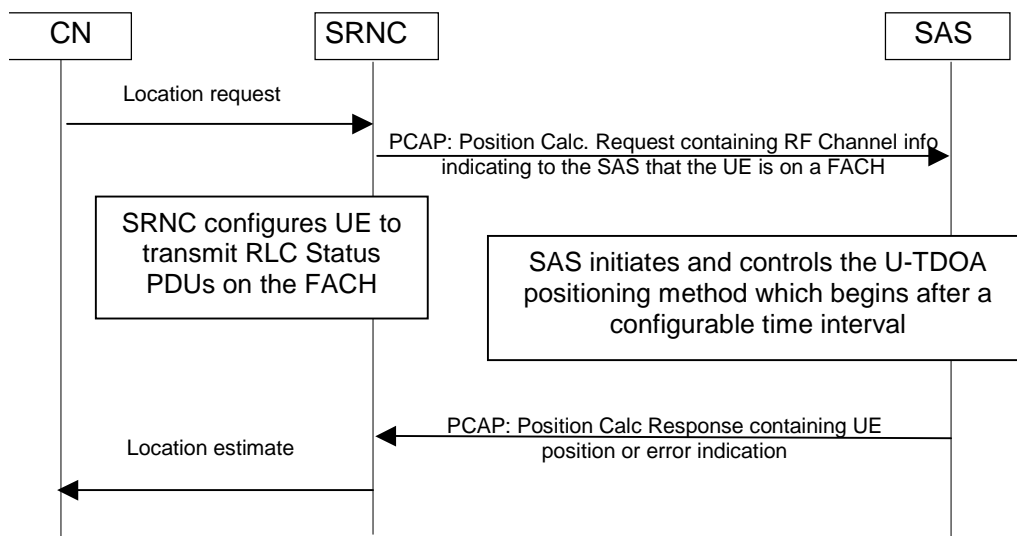 CN
SRNC
SAS
Location request
PCAP: Position Calc. Request containing RF Channel info
indicating to the SAS that the UE is on a FACH
SRNC configures UE to
transmit RLC Status
PDUs on the FACH
SAS initiates and controls the U-TDOA
positioning method which begins after a
configurable time interval
PCAP: Position Calc Response containing UE
position or error indication
Location estimate